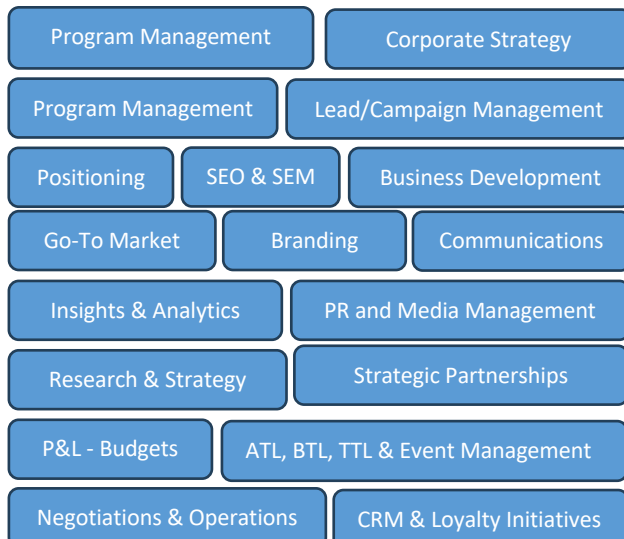 Program Management
Corporate Strategy
Program Management
Lead/Campaign Management
Positioning
SEO & SEM
Business Development
Go-To Market
Branding
Communications
Insights & Analytics
PR and Media Management
Research & Strategy
Strategic Partnerships
P&L - Budgets
ATL, BTL, TTL & Event Management
Negotiations & Operations
CRM & Loyalty Initiatives